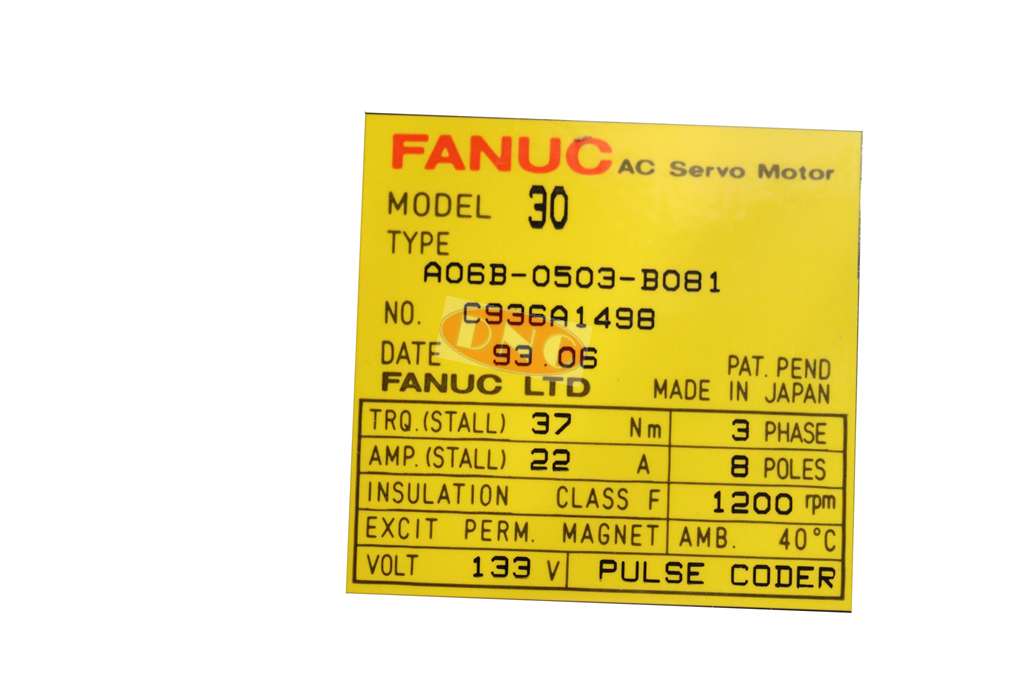 FANUC AC Servo Motor
MODEL 30
TYPE
A06B-0503-B081
NO. C936A1498
DNC
DATE 93.06
PAT. PEND
FANUC LTD MADE IN JAPAN
TRQ.(STALL) 37 Nm 3 PHASE
AMP.(STALL) 22 A 8 POLES
INSULATION CLASS F 1200 rpm
EXCIT PERM. MAGNET AMB. 40°C
VOLT 133 V PULSE CODER